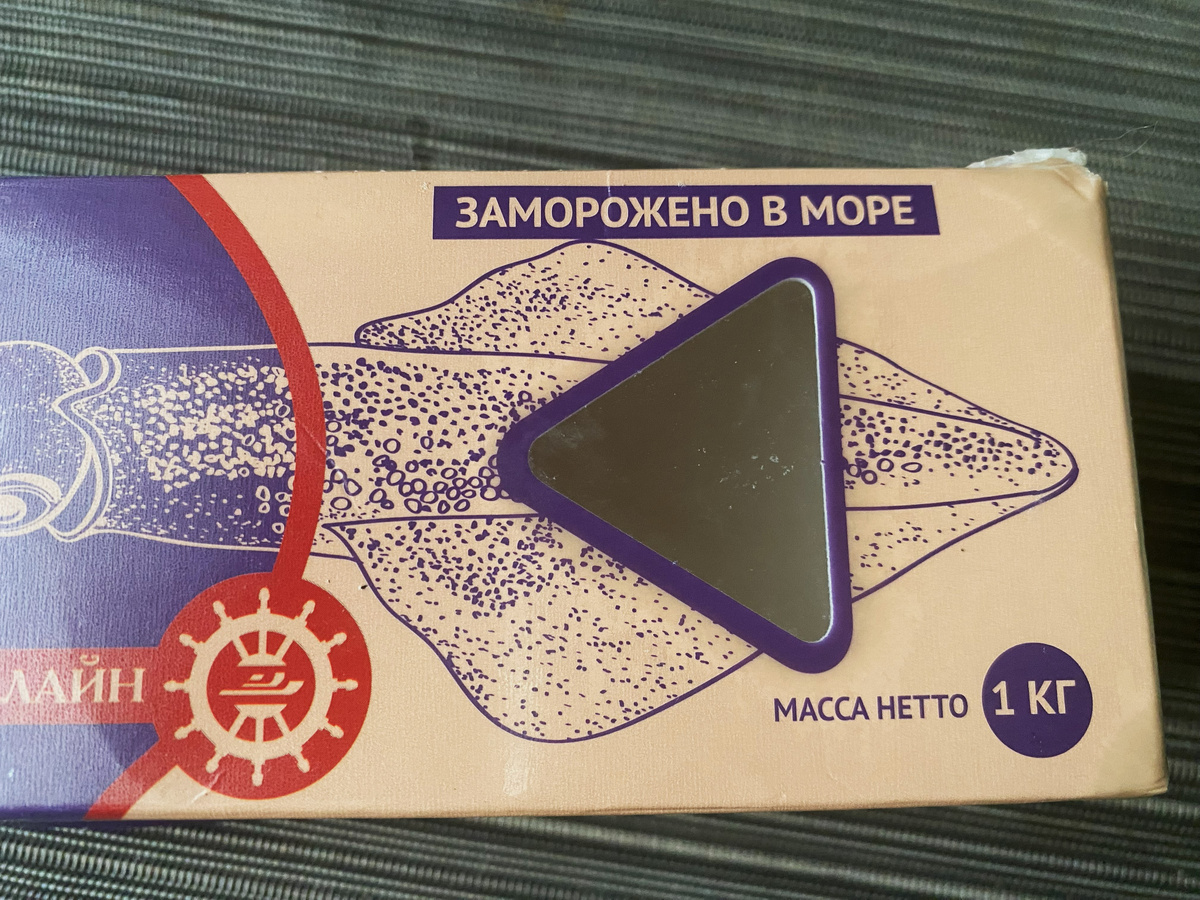 ЗАМОРОЖЕНО В МОРЕ
ЛАЙН
МАССА НЕТТО 1 КГ